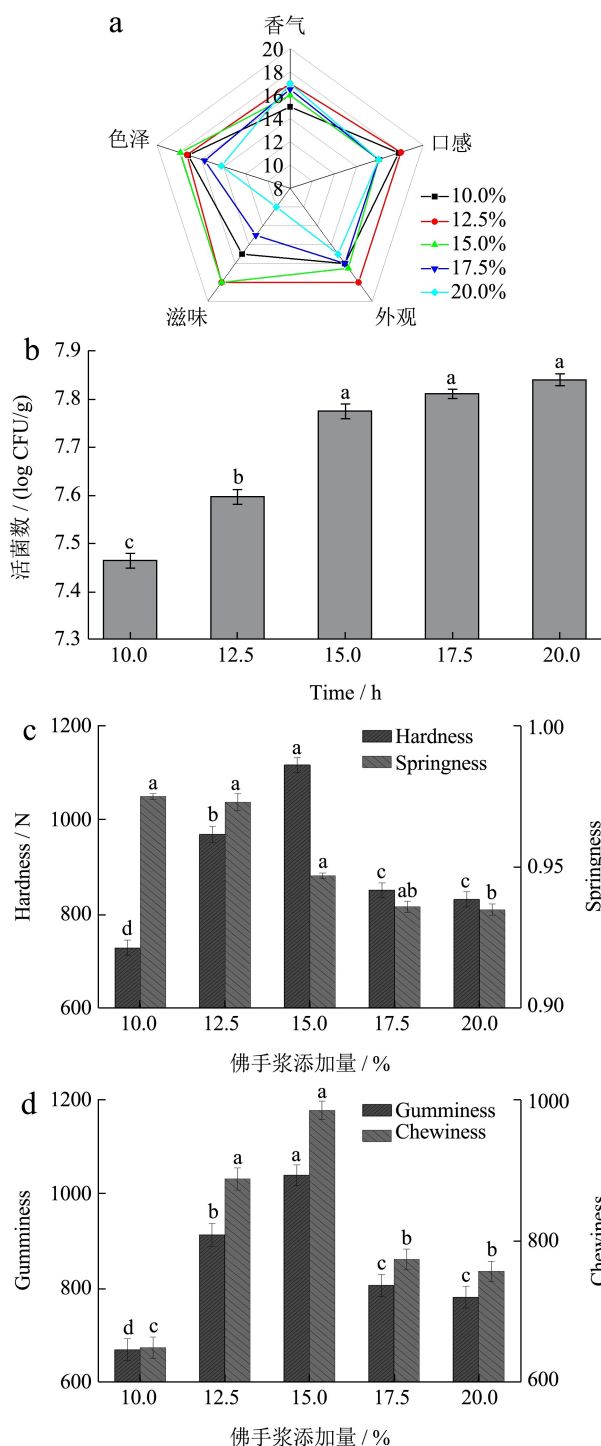 a
香气
20
18
16
14
12
10
8
色泽
口感
滋味
外观
10.0%
12.5%
15.0%
17.5%
20.0%
b
活菌数 / (log CFU/g)
7.9
7.8
7.6
7.5
7.4
7.3
c
b
a
a
a
10.0
12.5
15.0
17.5
20.0
Time / h
c
Hardness / N
1200
1000
800
600
Hardness
Springness
d
a
b
a
a
a
c
ab
c
b
1.00
0.95
0.90
Springness
10.0
12.5
15.0
17.5
20.0
佛手浆添加量 / %
d
Gumminess
1200
1000
800
600
Gumminess
Chewiness
d
c
b
a
a
a
c
b
c
b
1000
800
600
Chewiness
10.0
12.5
15.0
17.5
20.0
佛手浆添加量 / %